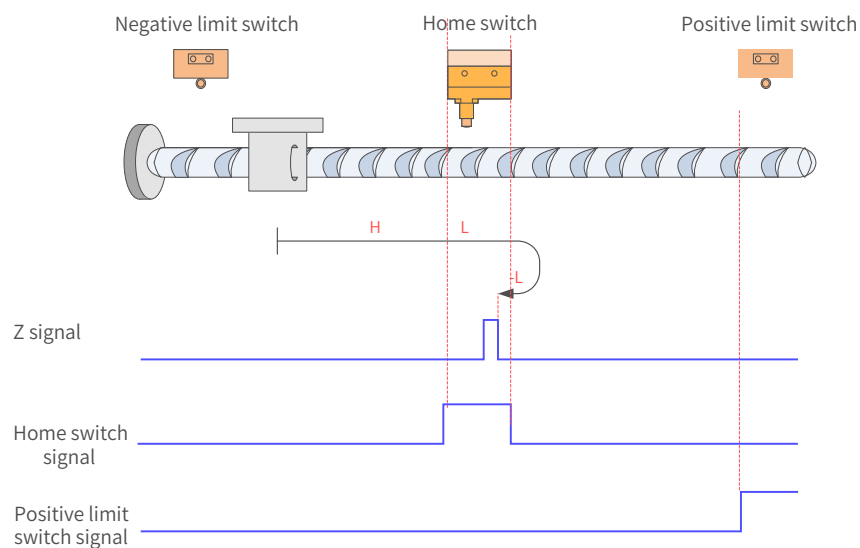 Negative limit switch
Home switch
Positive limit switch
H
L
-L
Z signal
Home switch
signal
Positive limit
switch signal